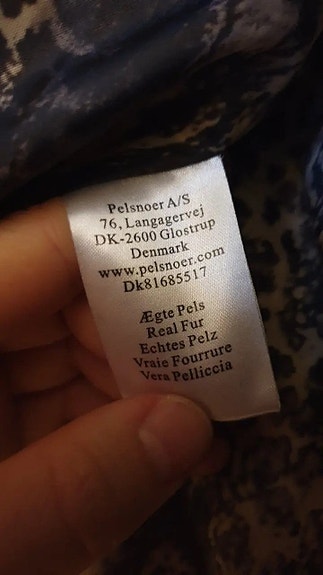 Pelsnoer A/S
76, Langagervej
DK-2600 Glostrup
Denmark
www.pelsnoer.com
Dk81685517
Ægte Pels
Real Fur
Echtes Pelz
Vraie Fourrure
Vera Pelliccia